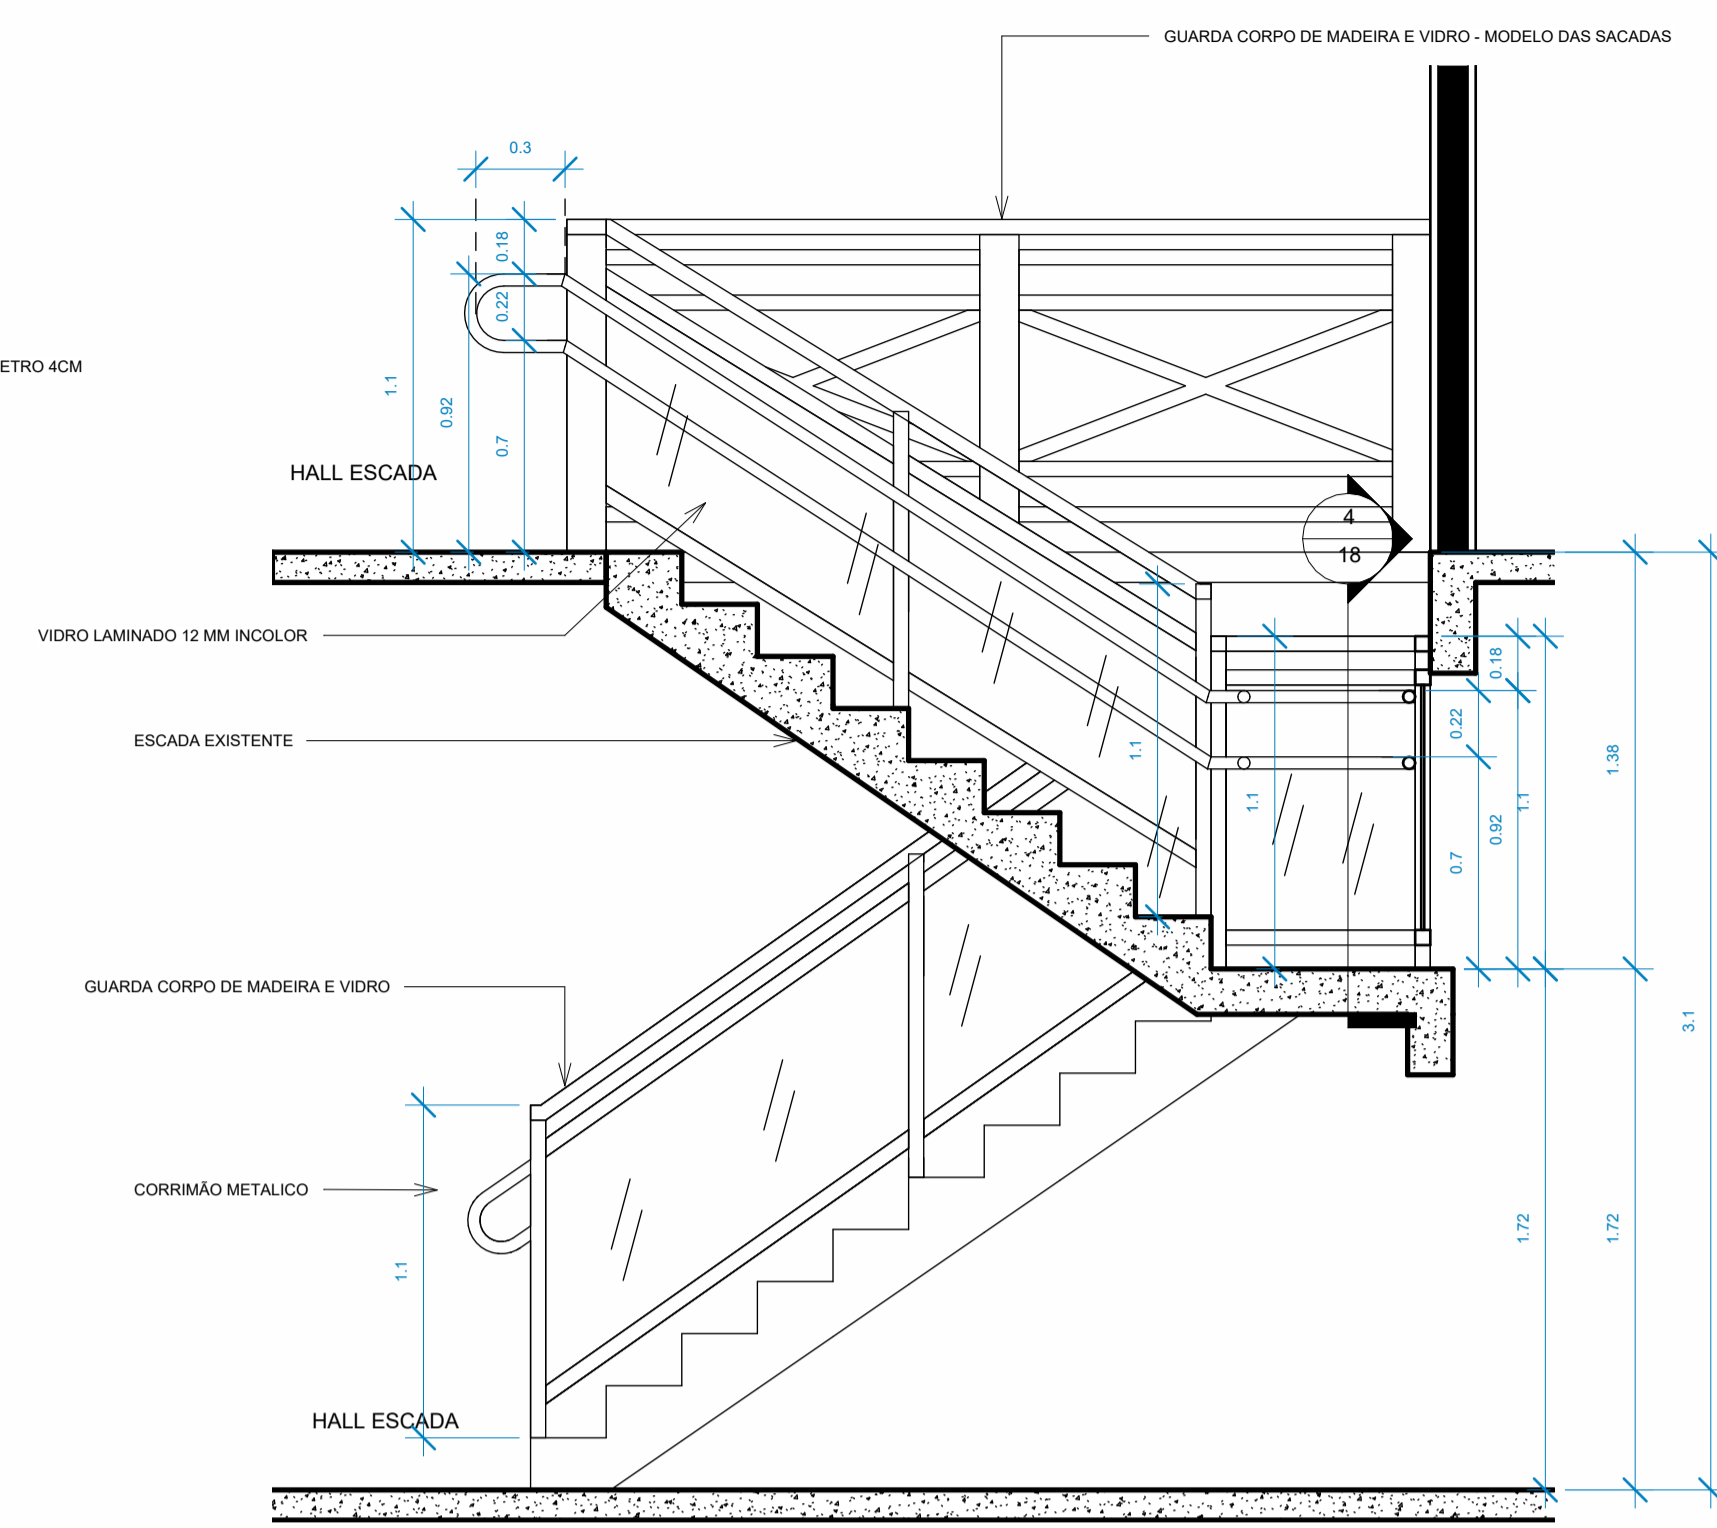 GUARDA CORPO DE MADEIRA E VIDRO - MODELO DAS SACADAS
0.3
0.18
0.22
ETRO 4CM
1.1
0.92
0.7
HALL ESCADA
4
18
VIDRO LAMINADO 12 MM INCOLOR
0.18
0.22
ESCADA EXISTENTE
1.1
1.38
1.1
1.1
0.92
0.7
GUARDA CORPO DE MADEIRA E VIDRO
3.1
CORRIMÃO METALICO
1.72
1.72
1.1
HALL ESCADA